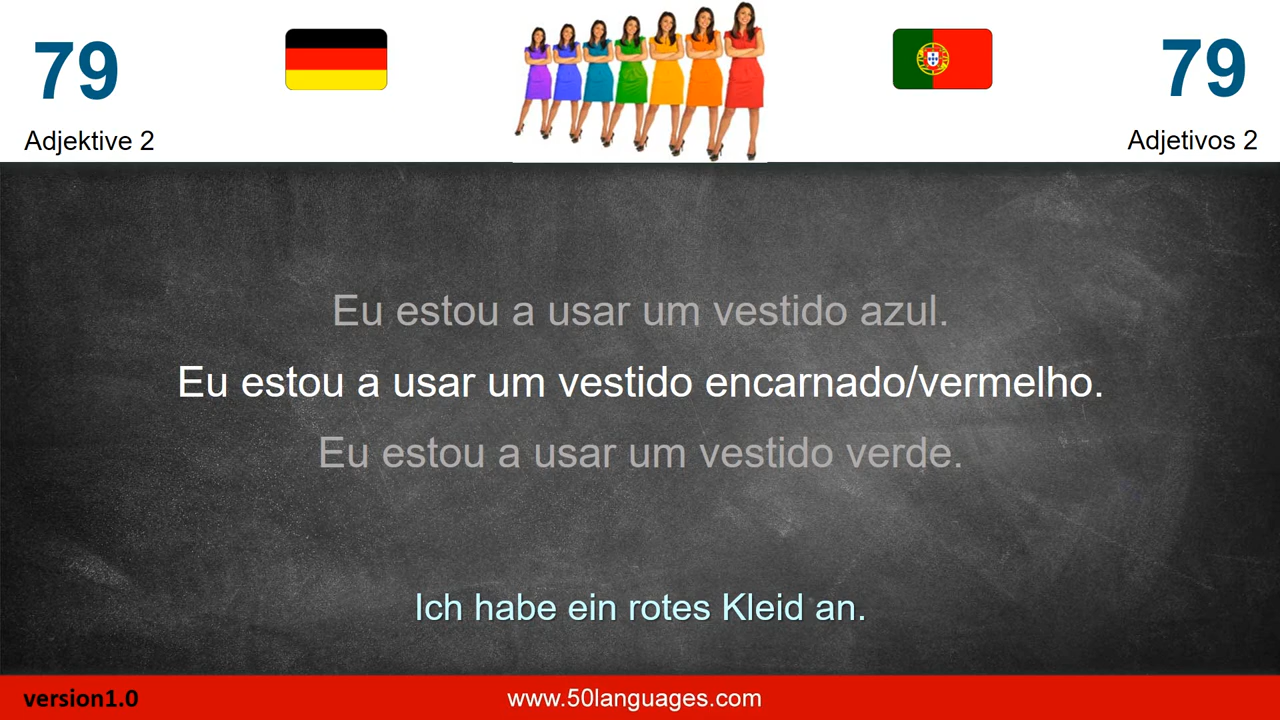 79
79
Adjektive 2
Adjetivos 2
Eu estou a usar um vestido azul.
Eu estou a usar um vestido encarnado/vermelho.
Eu estou a usar um vestido verde.
Ich habe ein rotes Kleid an.
version1.0
www.50languages.com